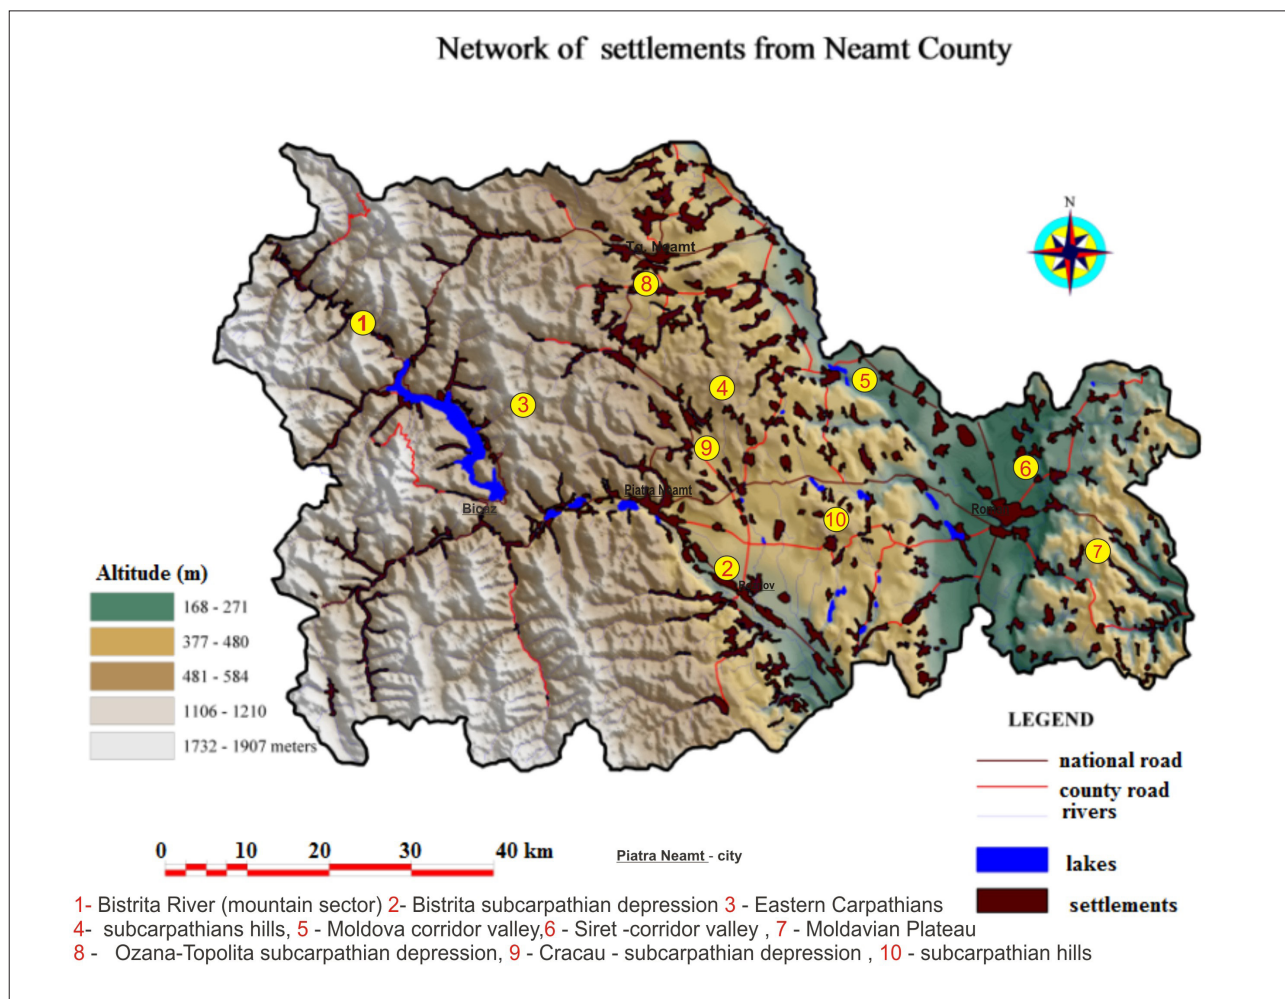 Network of settlements from Neamt County
N
Tg. Neamt
8
1
5
4
3
9
6
Piatra Neamt
Bicaz
10
7
2
Altitude (m)
168 - 271
377 - 480
481 - 584
1106 - 1210
1732 - 1907 meters
LEGEND
national road
county road
rivers
lakes
settlements
0 10 20 30 40 km
Piatra Neamt - city
1- Bistrita River (mountain sector) 2- Bistrita subcarpathian depression 3 - Eastern Carpathians
4- subcarpathians hills, 5 - Moldova corridor valley,6 - Siret -corridor valley , 7 - Moldavian Plateau
8 - Ozana-Topolita subcarpathian depression, 9 - Cracau - subcarpathian depression , 10 - subcarpathian hills